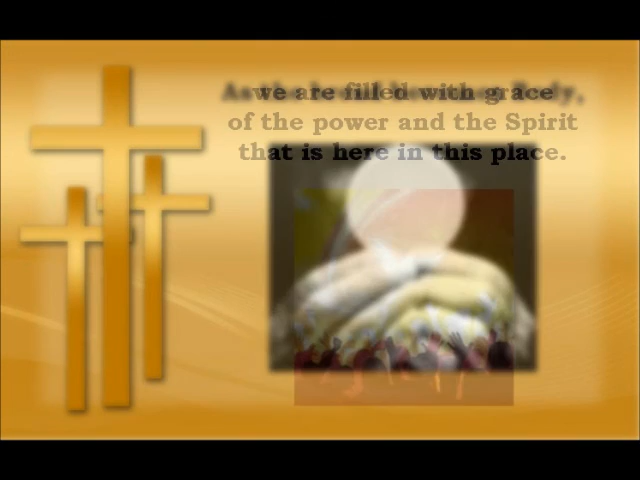 we are filled with grace
of the power and the Spirit
that is here in this place.